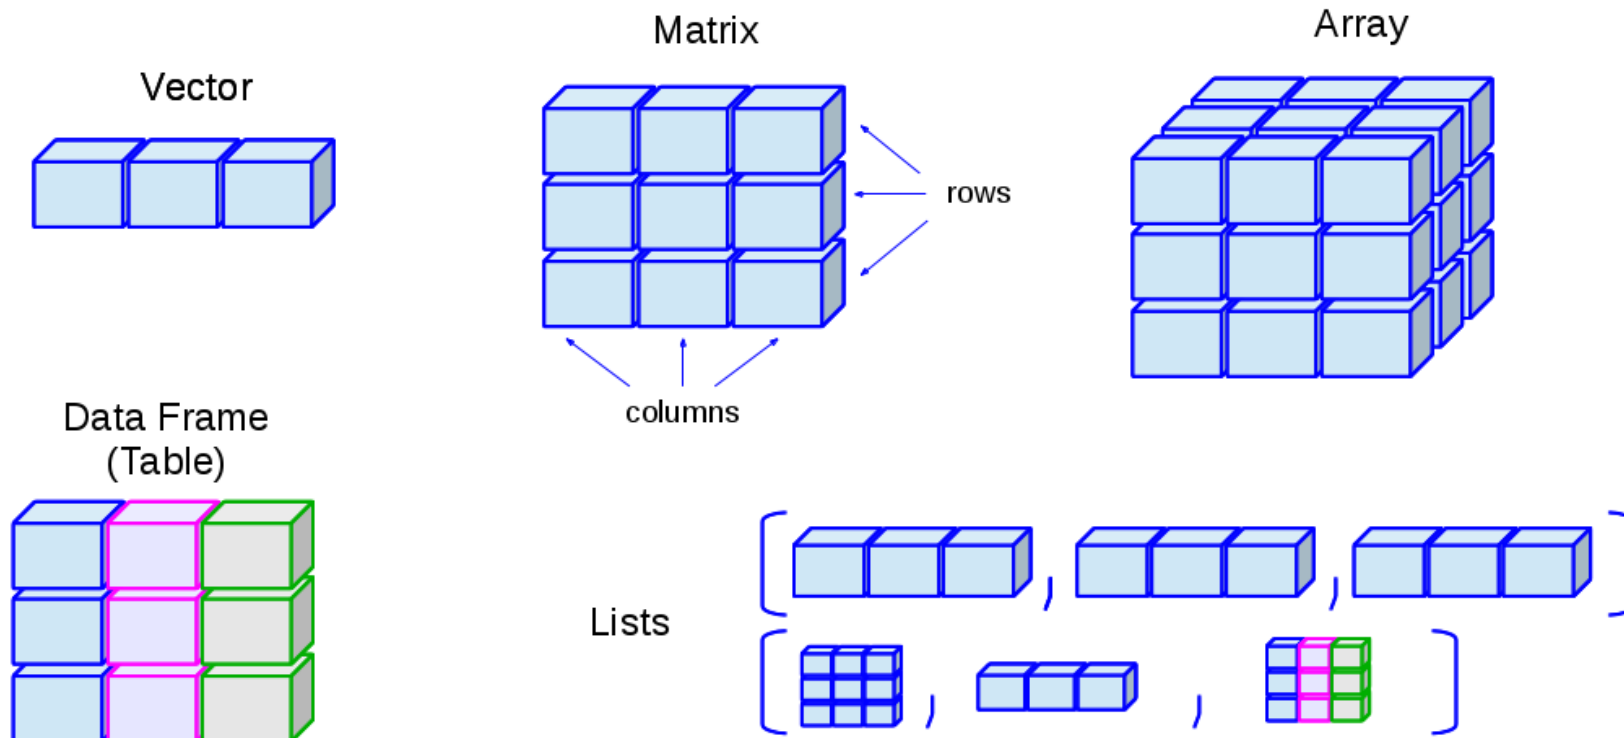 Vector
Matrix
Array
rows
columns
Data Frame
(Table)
Lists